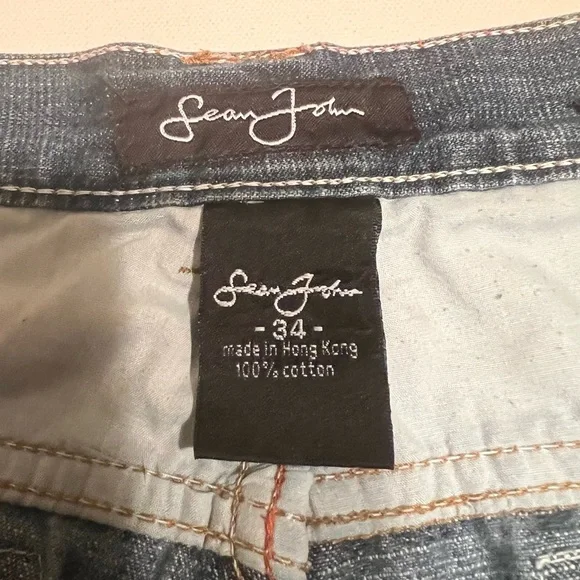 Sean John
Sean John
- 34 -
made in Hong Kong
100% cotton